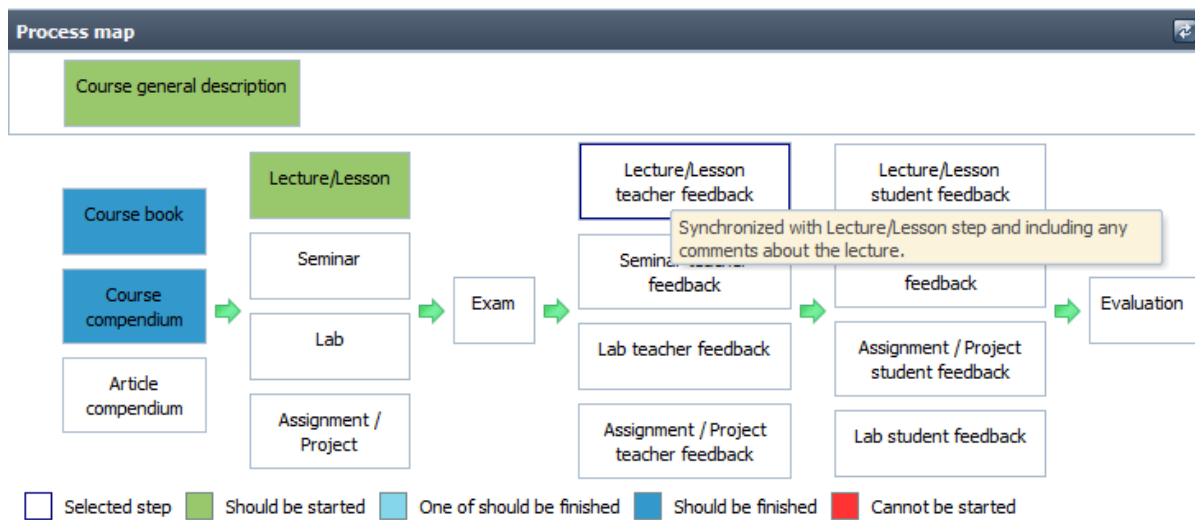 Process map
Course general description
Course book
Course
compendium
Article
compendium
Lecture/Lesson
Seminar
Lab
Assignment /
Project
Exam
Lecture/Lesson
teacher feedback
Synchronized with Lecture/Lesson step and including any
comments about the lecture.
Seminar teacher
feedback
Lab teacher feedback
Assignment / Project
teacher feedback
Lecture/Lesson
student feedback
feedback
Assignment / Project
student feedback
Lab student feedback
Evaluation
Selected step
Should be started
One of should be finished
Should be finished
Cannot be started